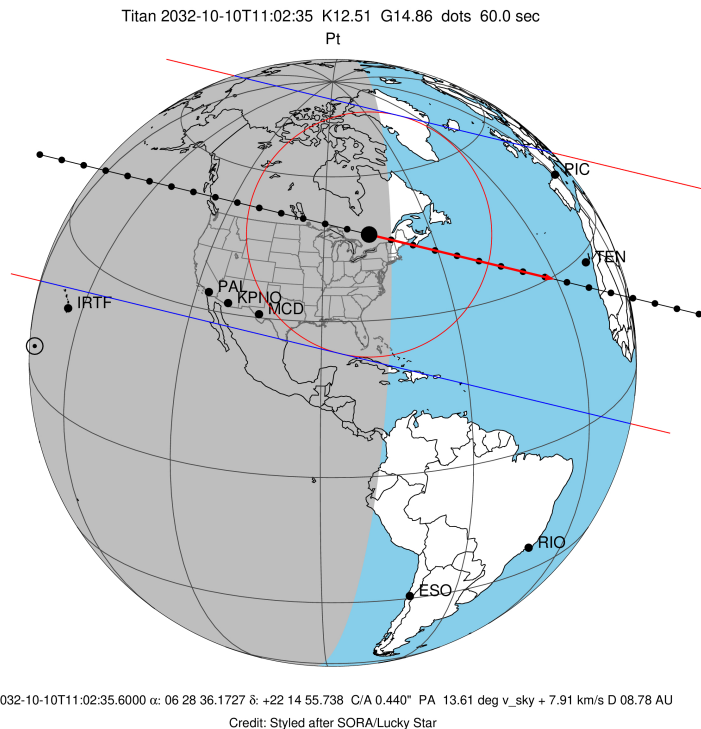 Titan 2032-10-10T11:02:35 K12.51 G14.86 dots 60.0 sec
Pt
PIC
TEN
PAL
KPNO
IRTF
MCD
RIO
ESO
032-10-10T11:02:35.6000 α: 06 28 36.1727 δ: +22 14 55.738 C/A 0.440" PA 13.61 deg v_sky + 7.91 km/s D 08.78 AU
Credit: Styled after SORA/Lucky Star